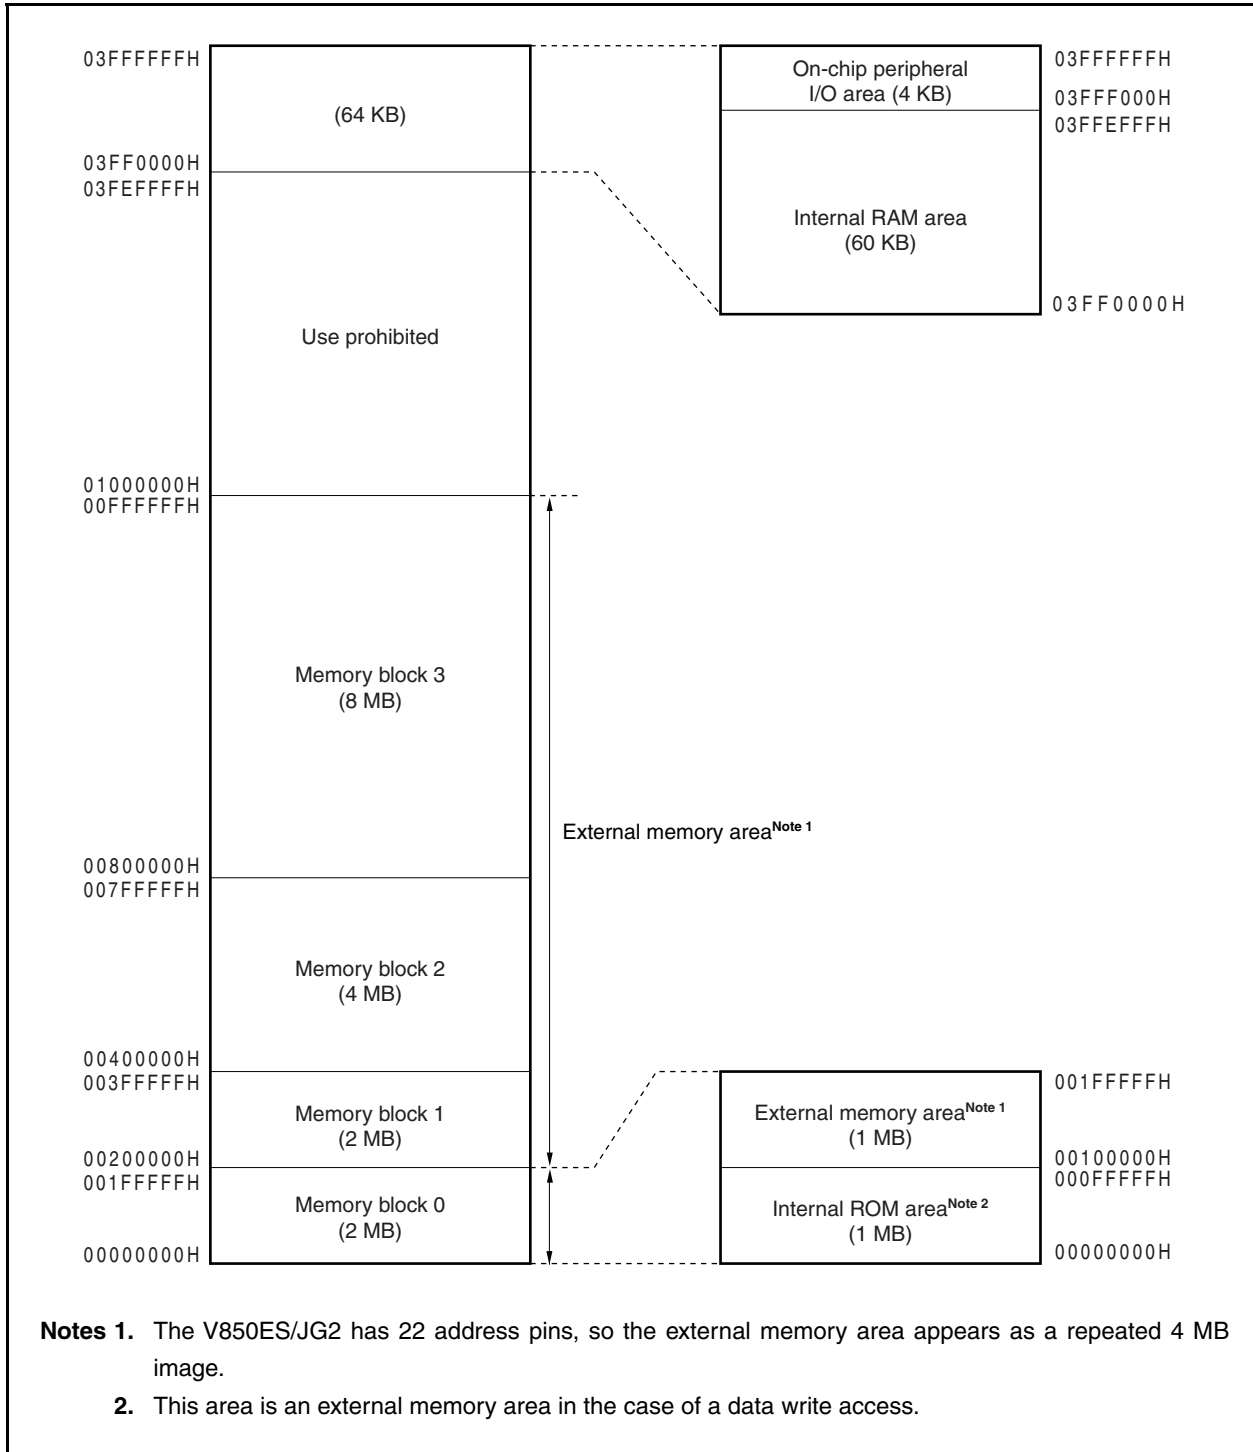 03FFFFFFH
(64 KB)
03FF0000H
03FEFFFFH
Use prohibited
01000000H
00FFFFFFH
Memory block 3
(8 MB)
External memory areaNote 1
00800000H
007FFFFFH
Memory block 2
(4 MB)
00400000H
003FFFFFH
Memory block 1
(2 MB)
00200000H
001FFFFFH
Memory block 0
(2 MB)
00000000H
On-chip peripheral
I/O area (4 KB)
03FFFFFFH
03FFF000H
03FFEFFFH
Internal RAM area
(60 KB)
03FF0000H
External memory areaNote 1
(1 MB)
001FFFFFH
00100000H
000FFFFFH
Internal ROM areaNote 2
(1 MB)
00000000H
Notes 1. The V850ES/JG2 has 22 address pins, so the external memory area appears as a repeated 4 MB
image.
2. This area is an external memory area in the case of a data write access.